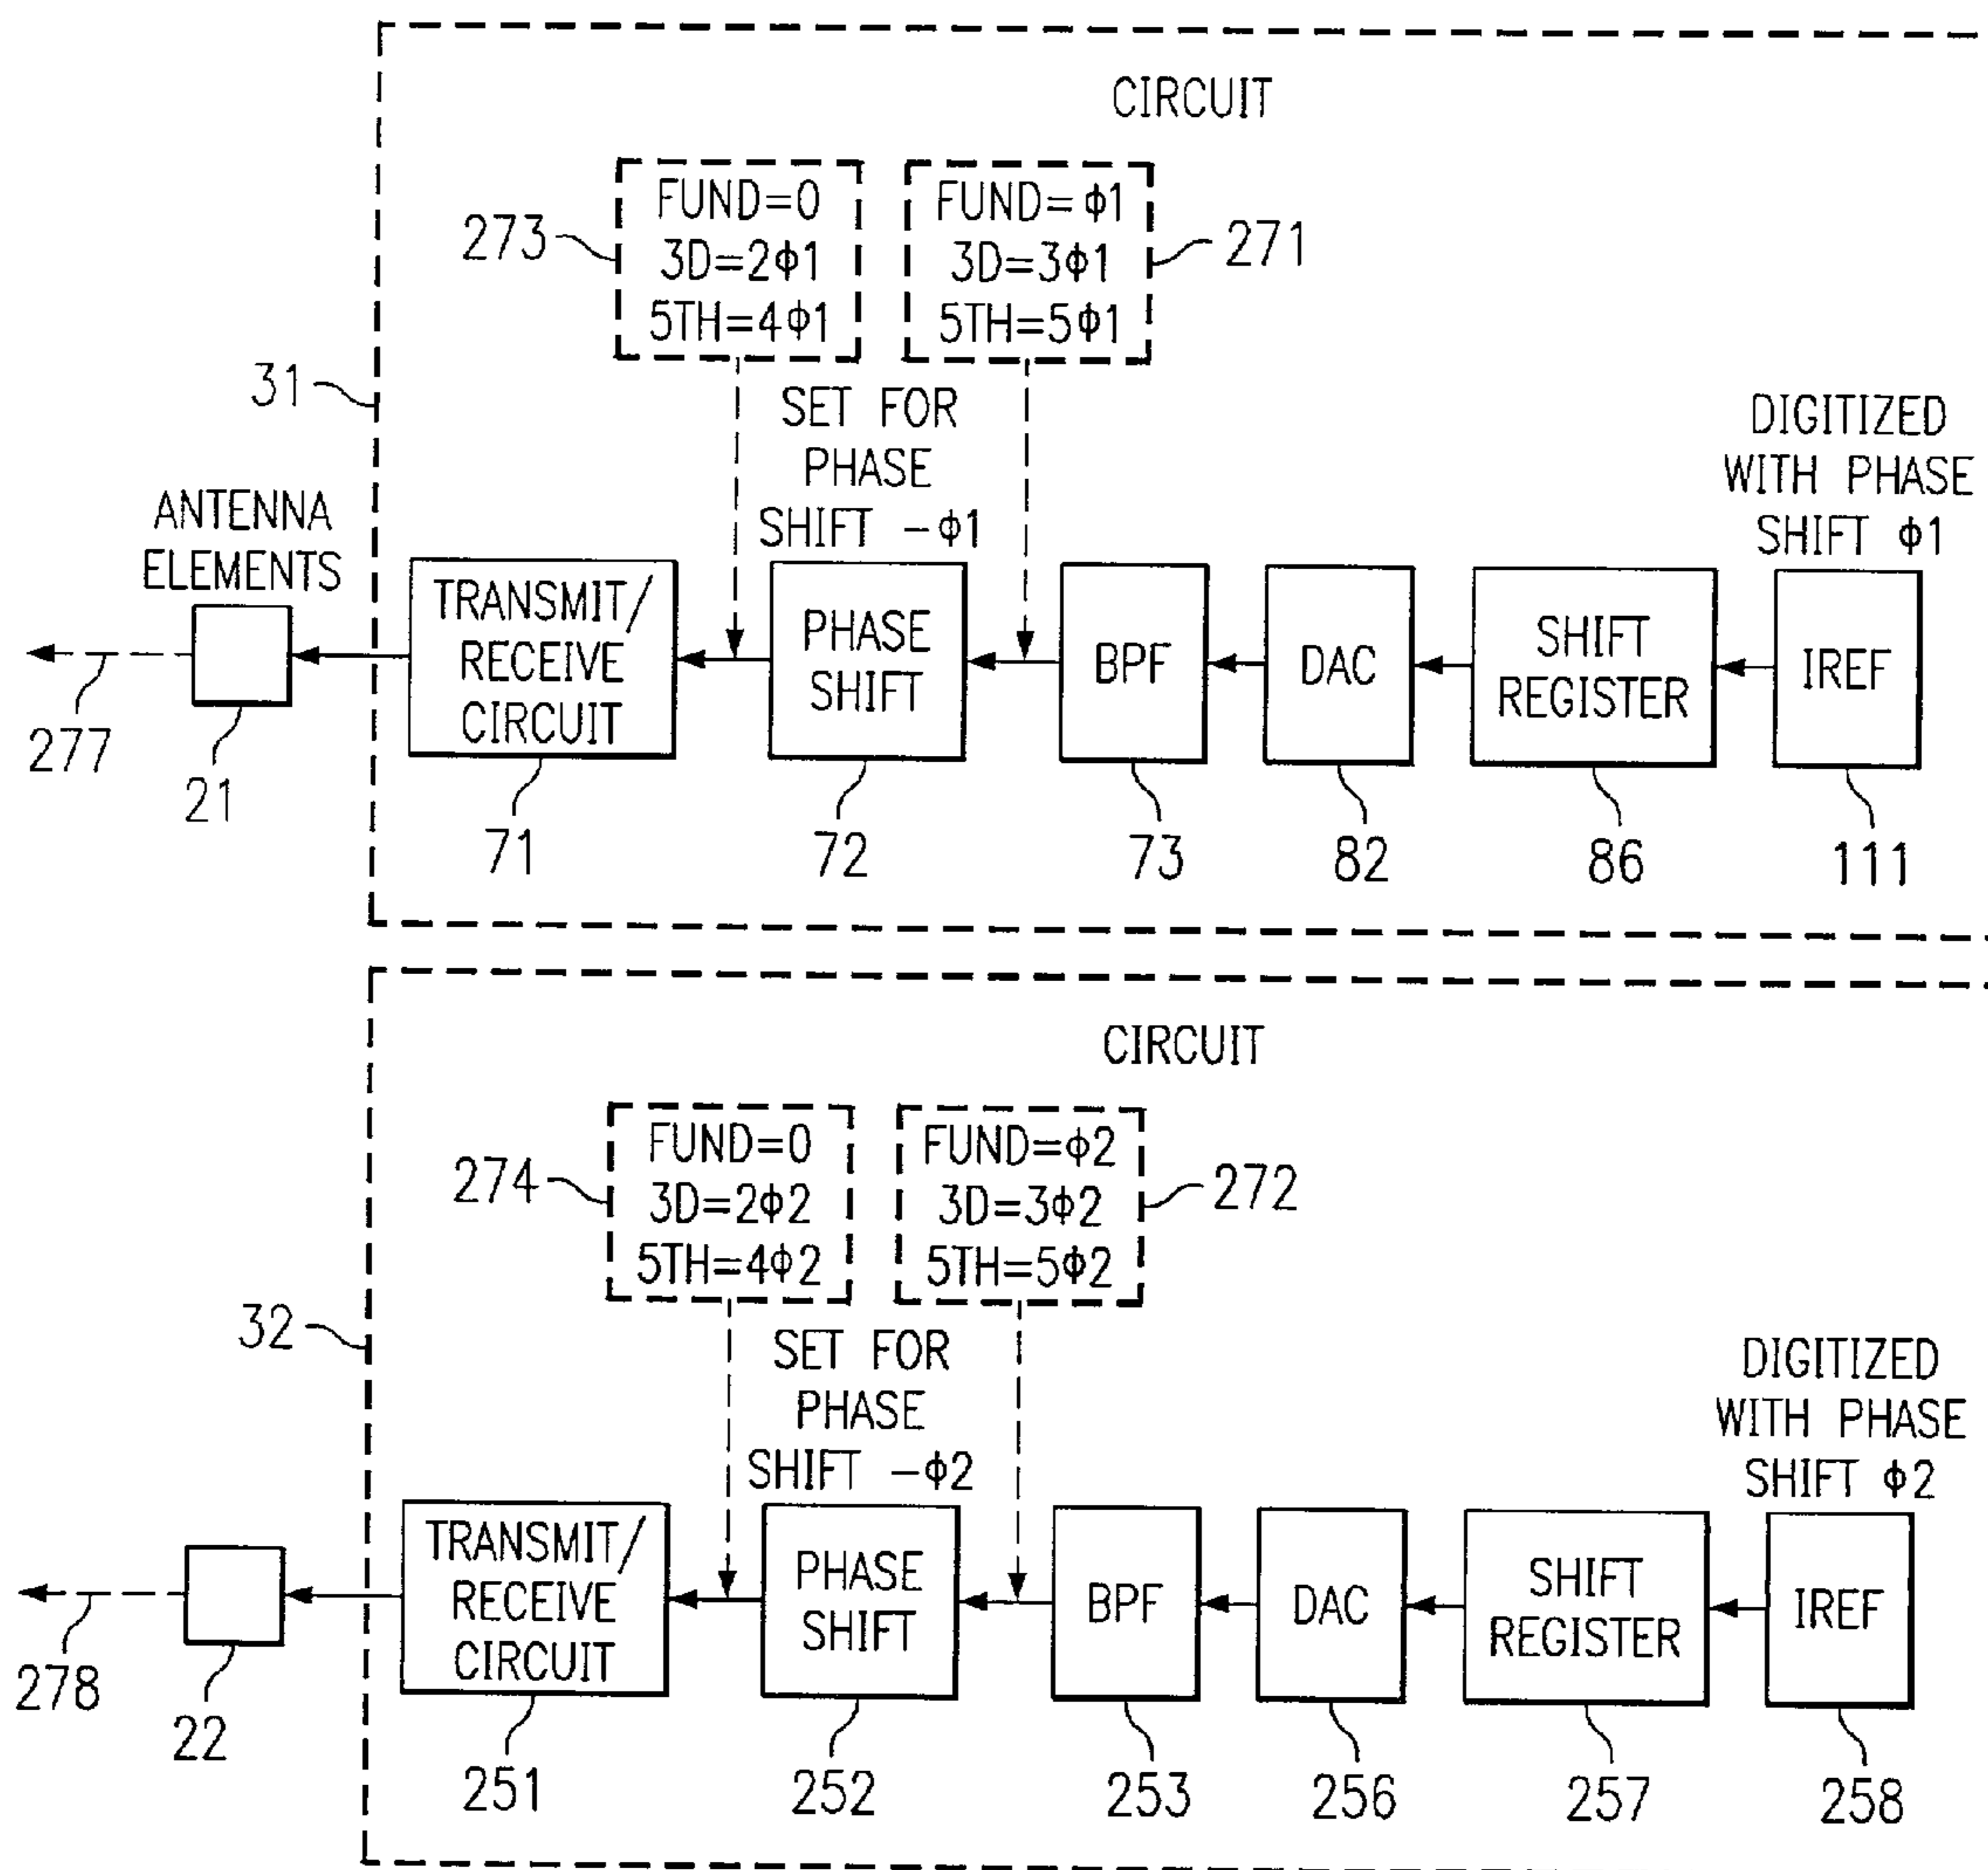 CIRCUIT
273
FUND=0
3D=2ϕ1
5TH=4ϕ1
FUND=ϕ1
3D=3ϕ1
5TH=5ϕ1
271
31
SET FOR
PHASE
SHIFT -ϕ1
DIGITIZED
WITH PHASE
SHIFT ϕ1
ANTENNA
ELEMENTS
TRANSMIT/
RECEIVE
CIRCUIT
PHASE
SHIFT
BPF
DAC
SHIFT
REGISTER
IREF
277
21
71
72
73
82
86
111
CIRCUIT
274
FUND=0
3D=2ϕ2
5TH=4ϕ2
FUND=ϕ2
3D=3ϕ2
5TH=5ϕ2
272
32
SET FOR
PHASE
SHIFT -ϕ2
DIGITIZED
WITH PHASE
SHIFT ϕ2
TRANSMIT/
RECEIVE
CIRCUIT
PHASE
SHIFT
BPF
DAC
SHIFT
REGISTER
IREF
278
22
251
252
253
256
257
258